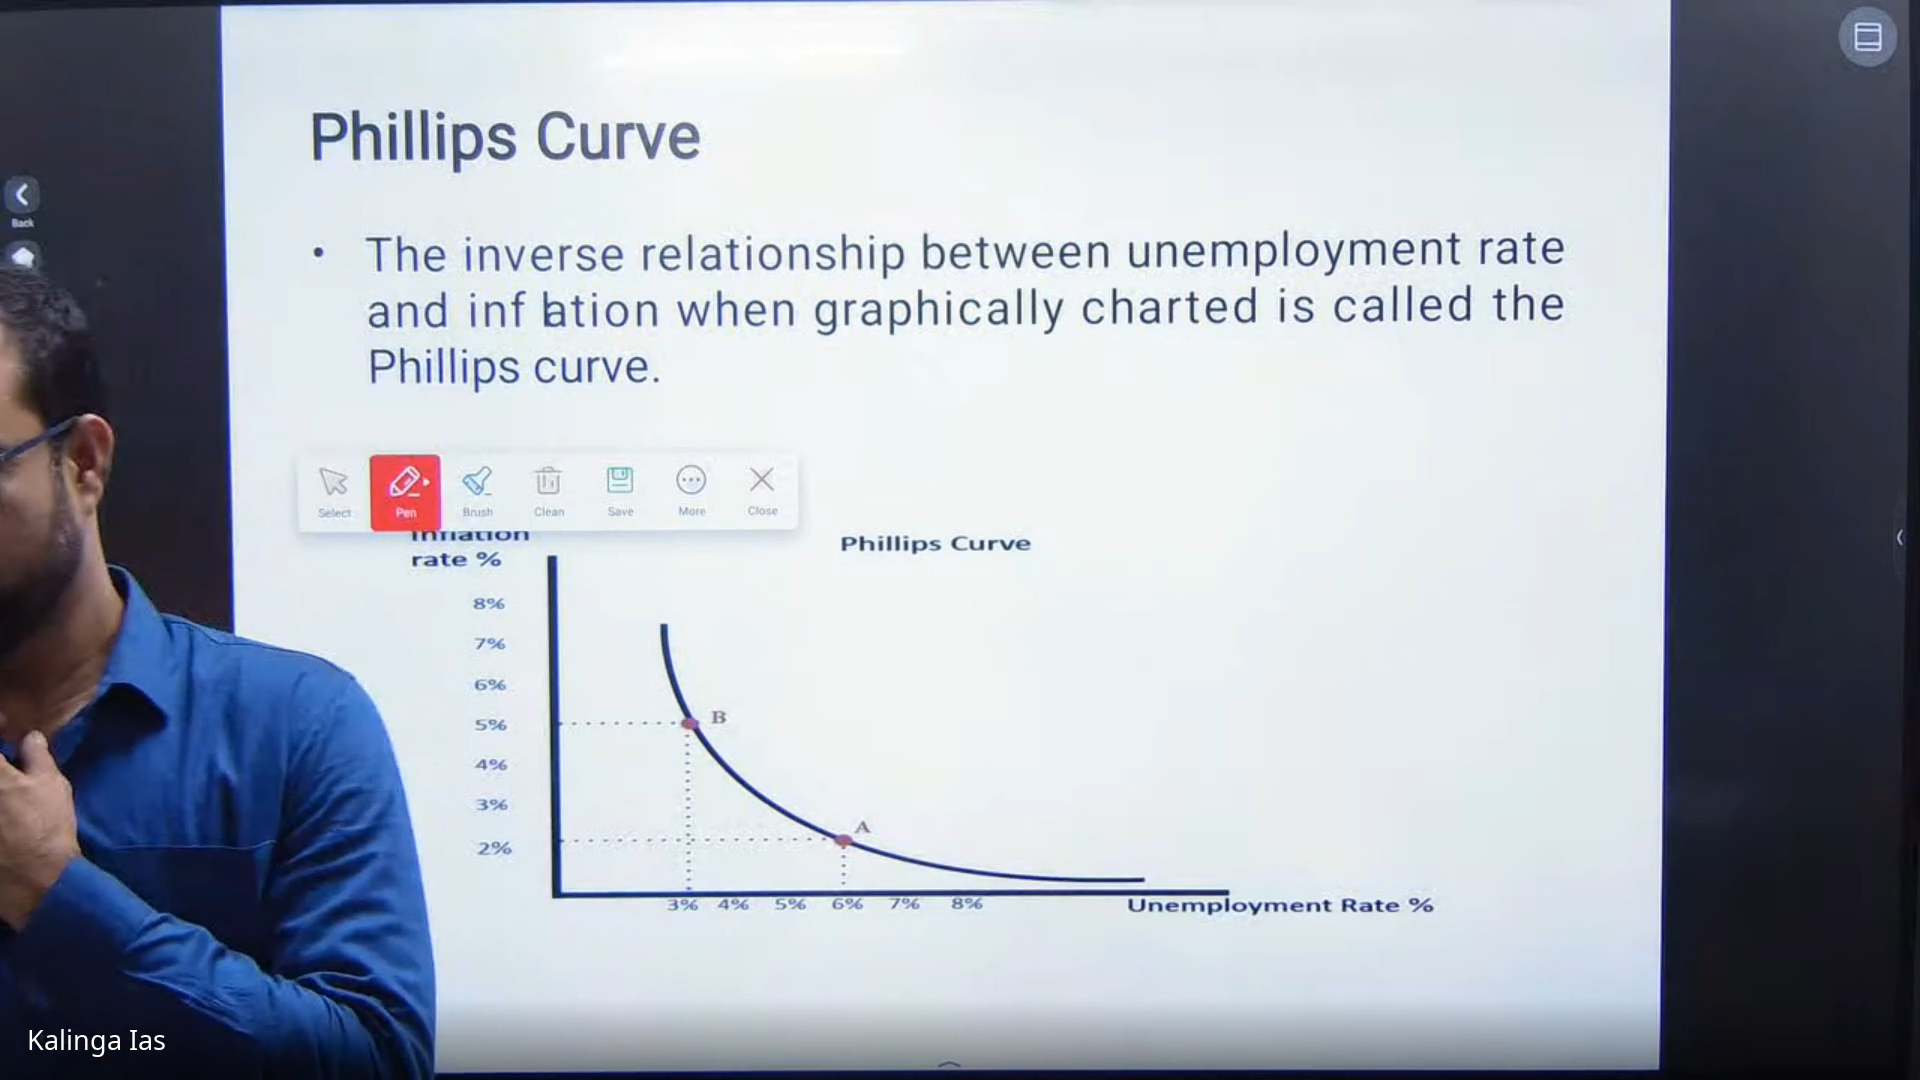 Phillips Curve
Back
• The inverse relationship between unemployment rate
and inf lation when graphically charted is called the
Phillips curve.
Select
Pen
Brush
Clean
Save
More
Close
Inflation
rate %
Phillips Curve
8%
7%
6%
5%
B
4%
3%
A
2%
3% 4% 5% 6% 7% 8%
Unemployment Rate %
Kalinga Ias